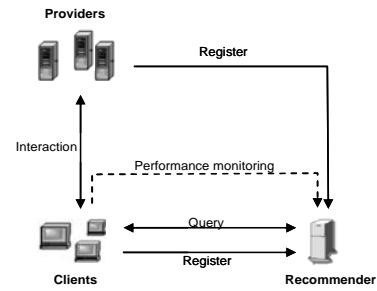 Providers
Register
Interaction
Performance monitoring
Query
Register
Clients
Recommender